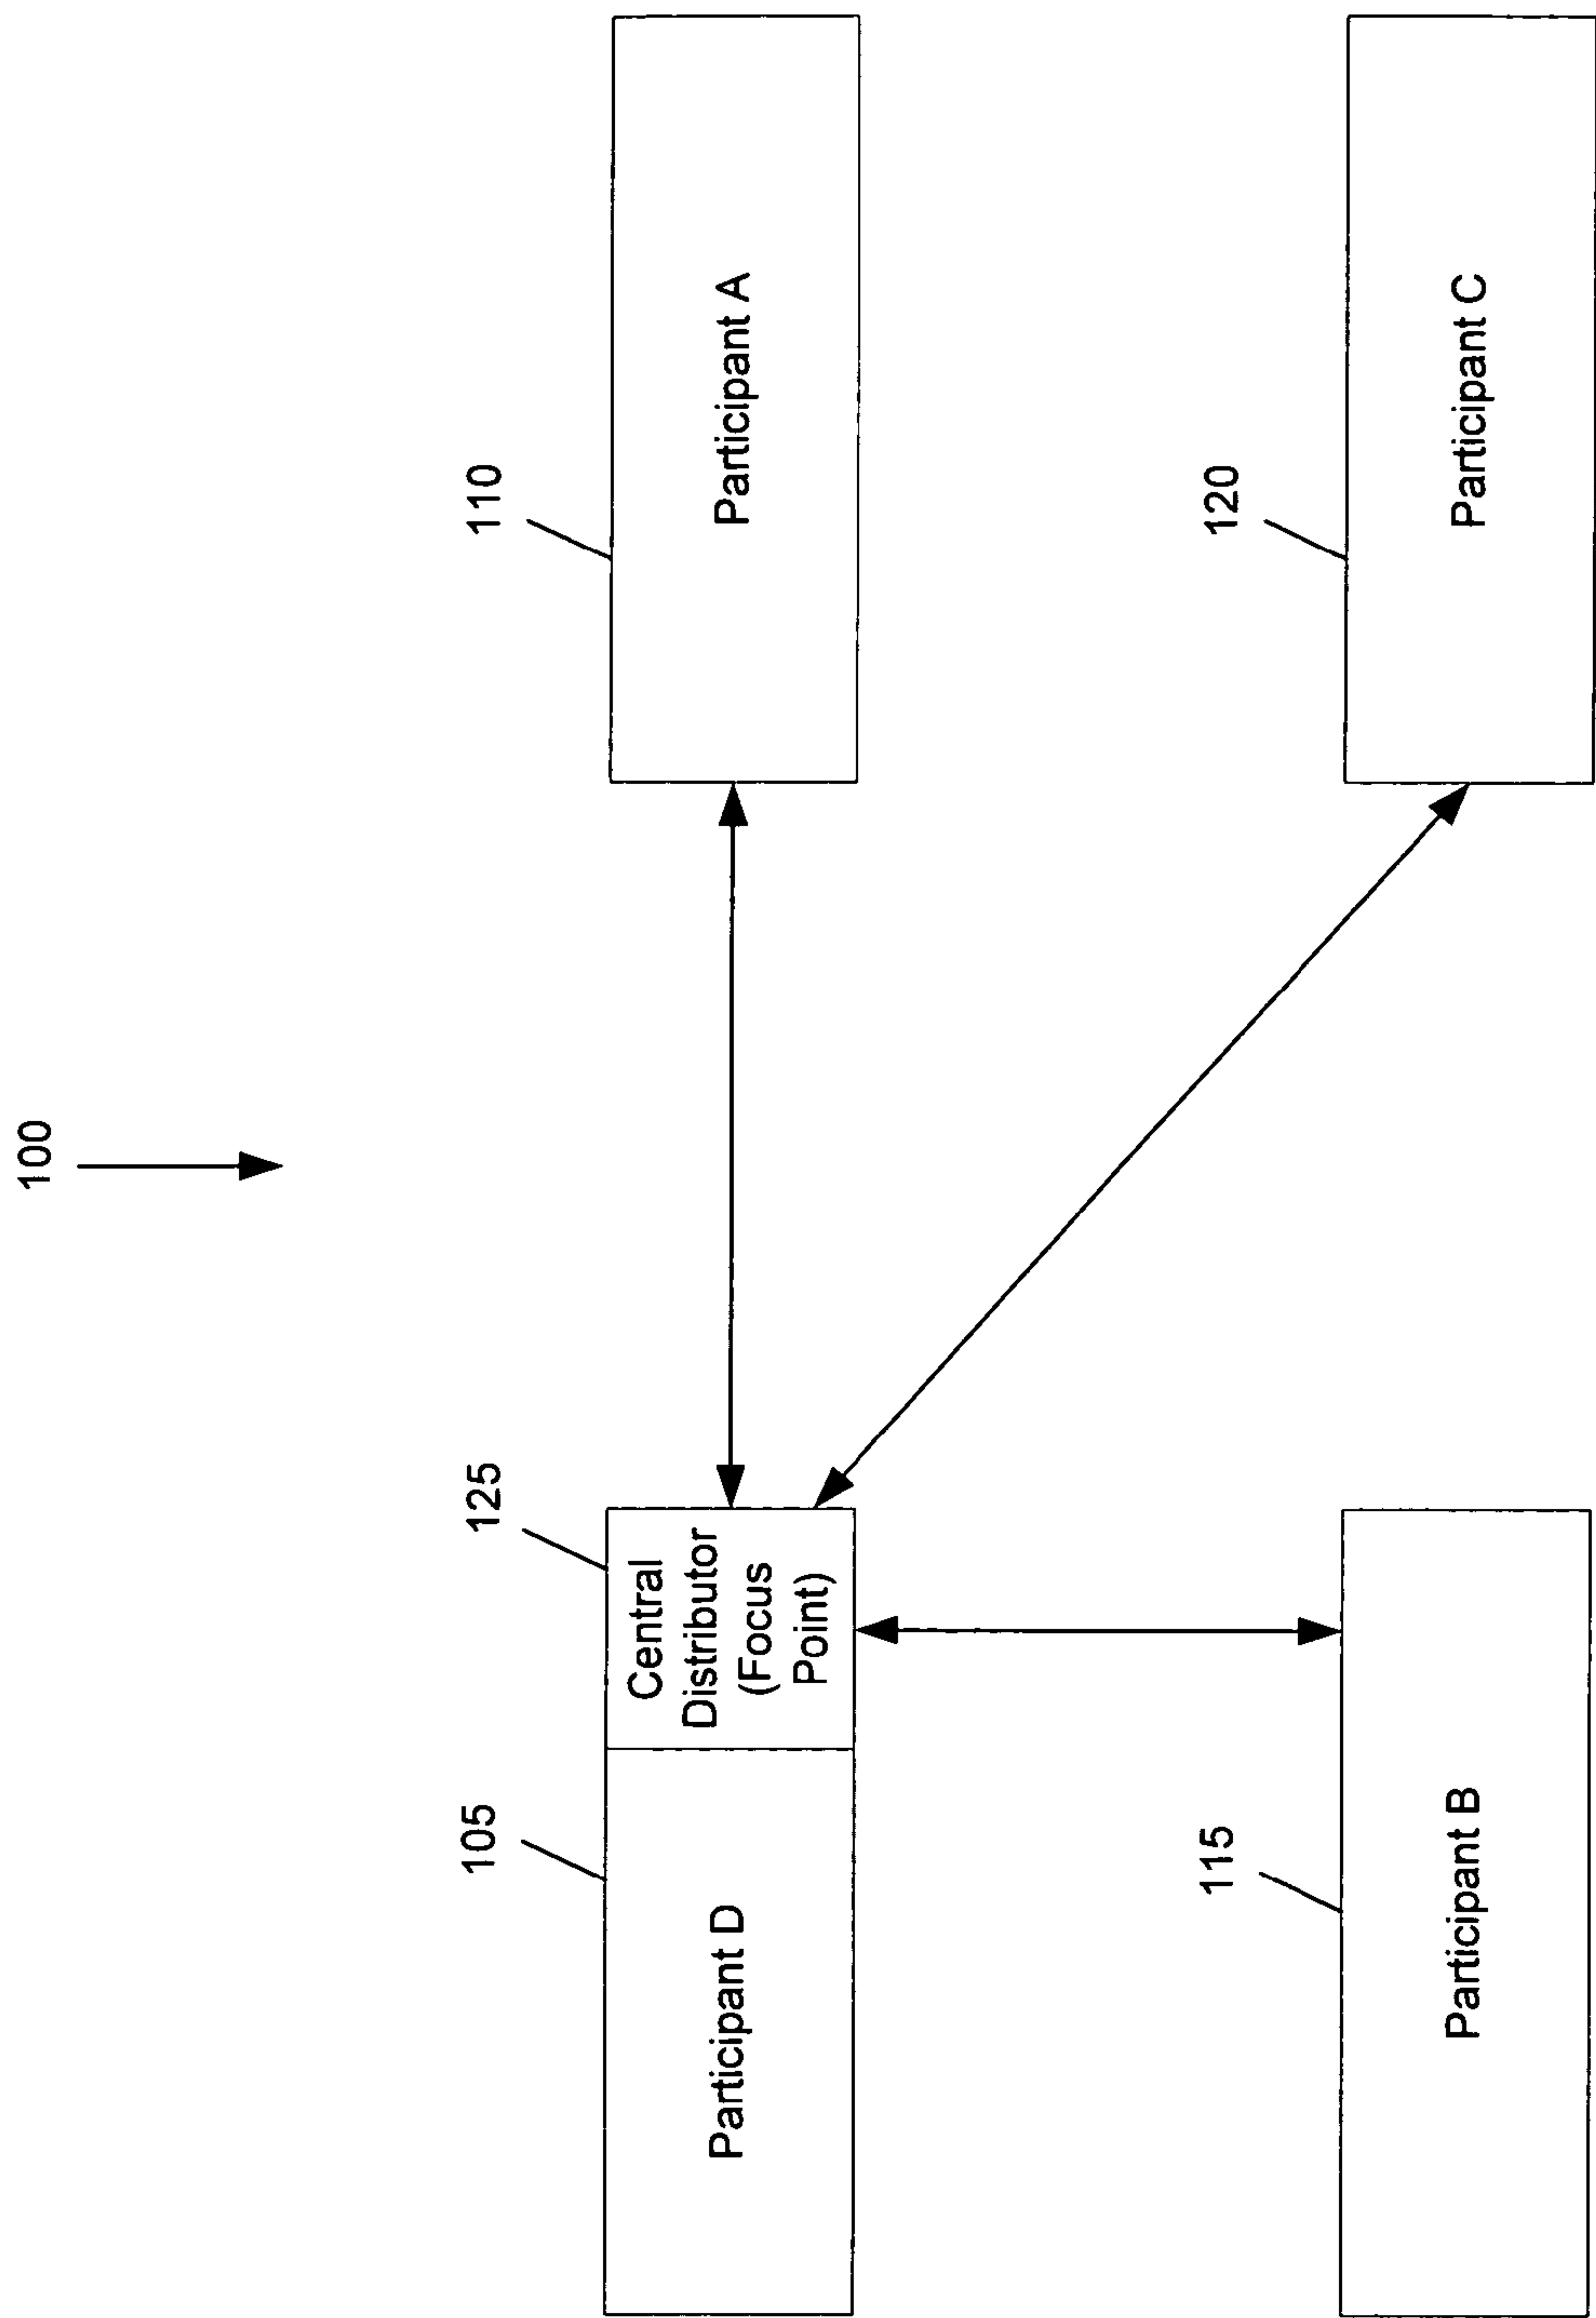 100
105
125
110
Participant D
Central
Distributor
(Focus
Point)
Participant A
115
120
Participant B
Participant C